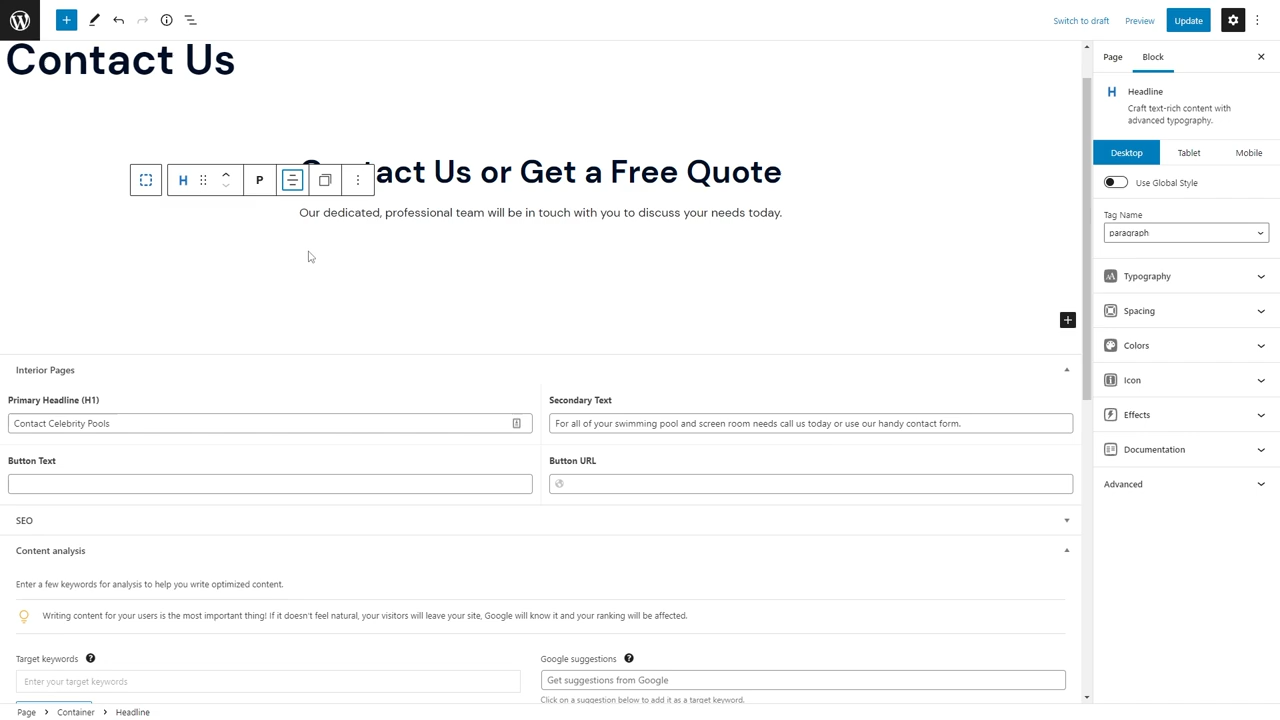 Switch to draft
Preview
Update
Contact Us
Page
Block
Headline
Craft text-rich content with
advanced typography.
Desktop
Tablet
Mobile
Use Global Style
Tag Name
paragraph
Typography
Spacing
Colors
Icon
Effects
Documentation
Advanced
act Us or Get a Free Quote
H
P
Our dedicated, professional team will be in touch with you to discuss your needs today.
Interior Pages
Primary Headline (H1)
Secondary Text
Contact Celebrity Pools
For all of your swimming pool and screen room needs call us today or use our handy contact form.
Button Text
Button URL
SEO
Content analysis
Enter a few keywords for analysis to help you write optimized content.
Writing content for your users is the most important thing! If it doesn't feel natural, your visitors will leave your site, Google will know it and your ranking will be affected.
Target keywords
Google suggestions
Enter your target keywords
Get suggestions from Google
Click on a suggestion below to add it as a target keyword.
Page
Container
Headline